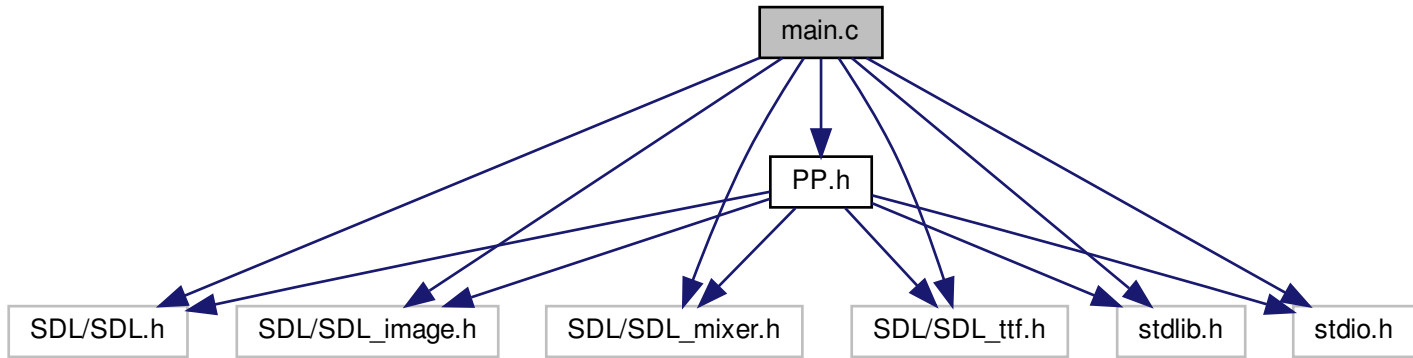 main.c
PP.h
SDL/SDL.h
SDL/SDL_image.h
SDL/SDL_mixer.h
SDL/SDL_ttf.h
stdlib.h
stdio.h